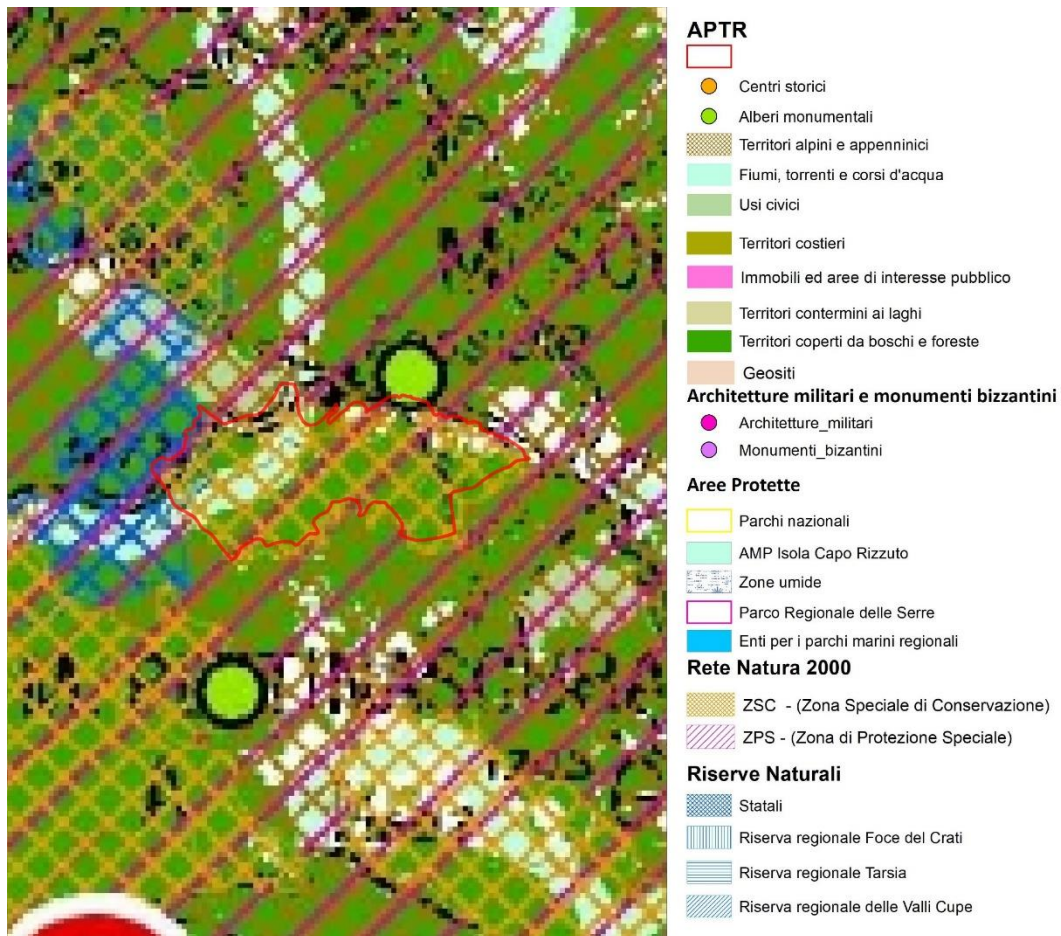 APTR
Centri storici
Alberi monumentali
Territori alpini e appenninici
Fiumi, torrenti e corsi d'acqua
Usi civici
Territori costieri
Immobili ed aree di interesse pubblico
Territori contermini ai laghi
Territori coperti da boschi e foreste
Geositi
Architetture militari e monumenti bizzantini
Architetture_militari
Monumenti_bizantini
Aree Protette
Parchi nazionali
AMP Isola Capo Rizzuto
Zone umide
Parco Regionale delle Serre
Enti per i parchi marini regionali
Rete Natura 2000
ZSC - (Zona Speciale di Conservazione)
ZPS - (Zona di Protezione Speciale)
Riserve Naturali
Statali
Riserva regionale Foce del Crati
Riserva regionale Tarsia
Riserva regionale delle Valli Cupe